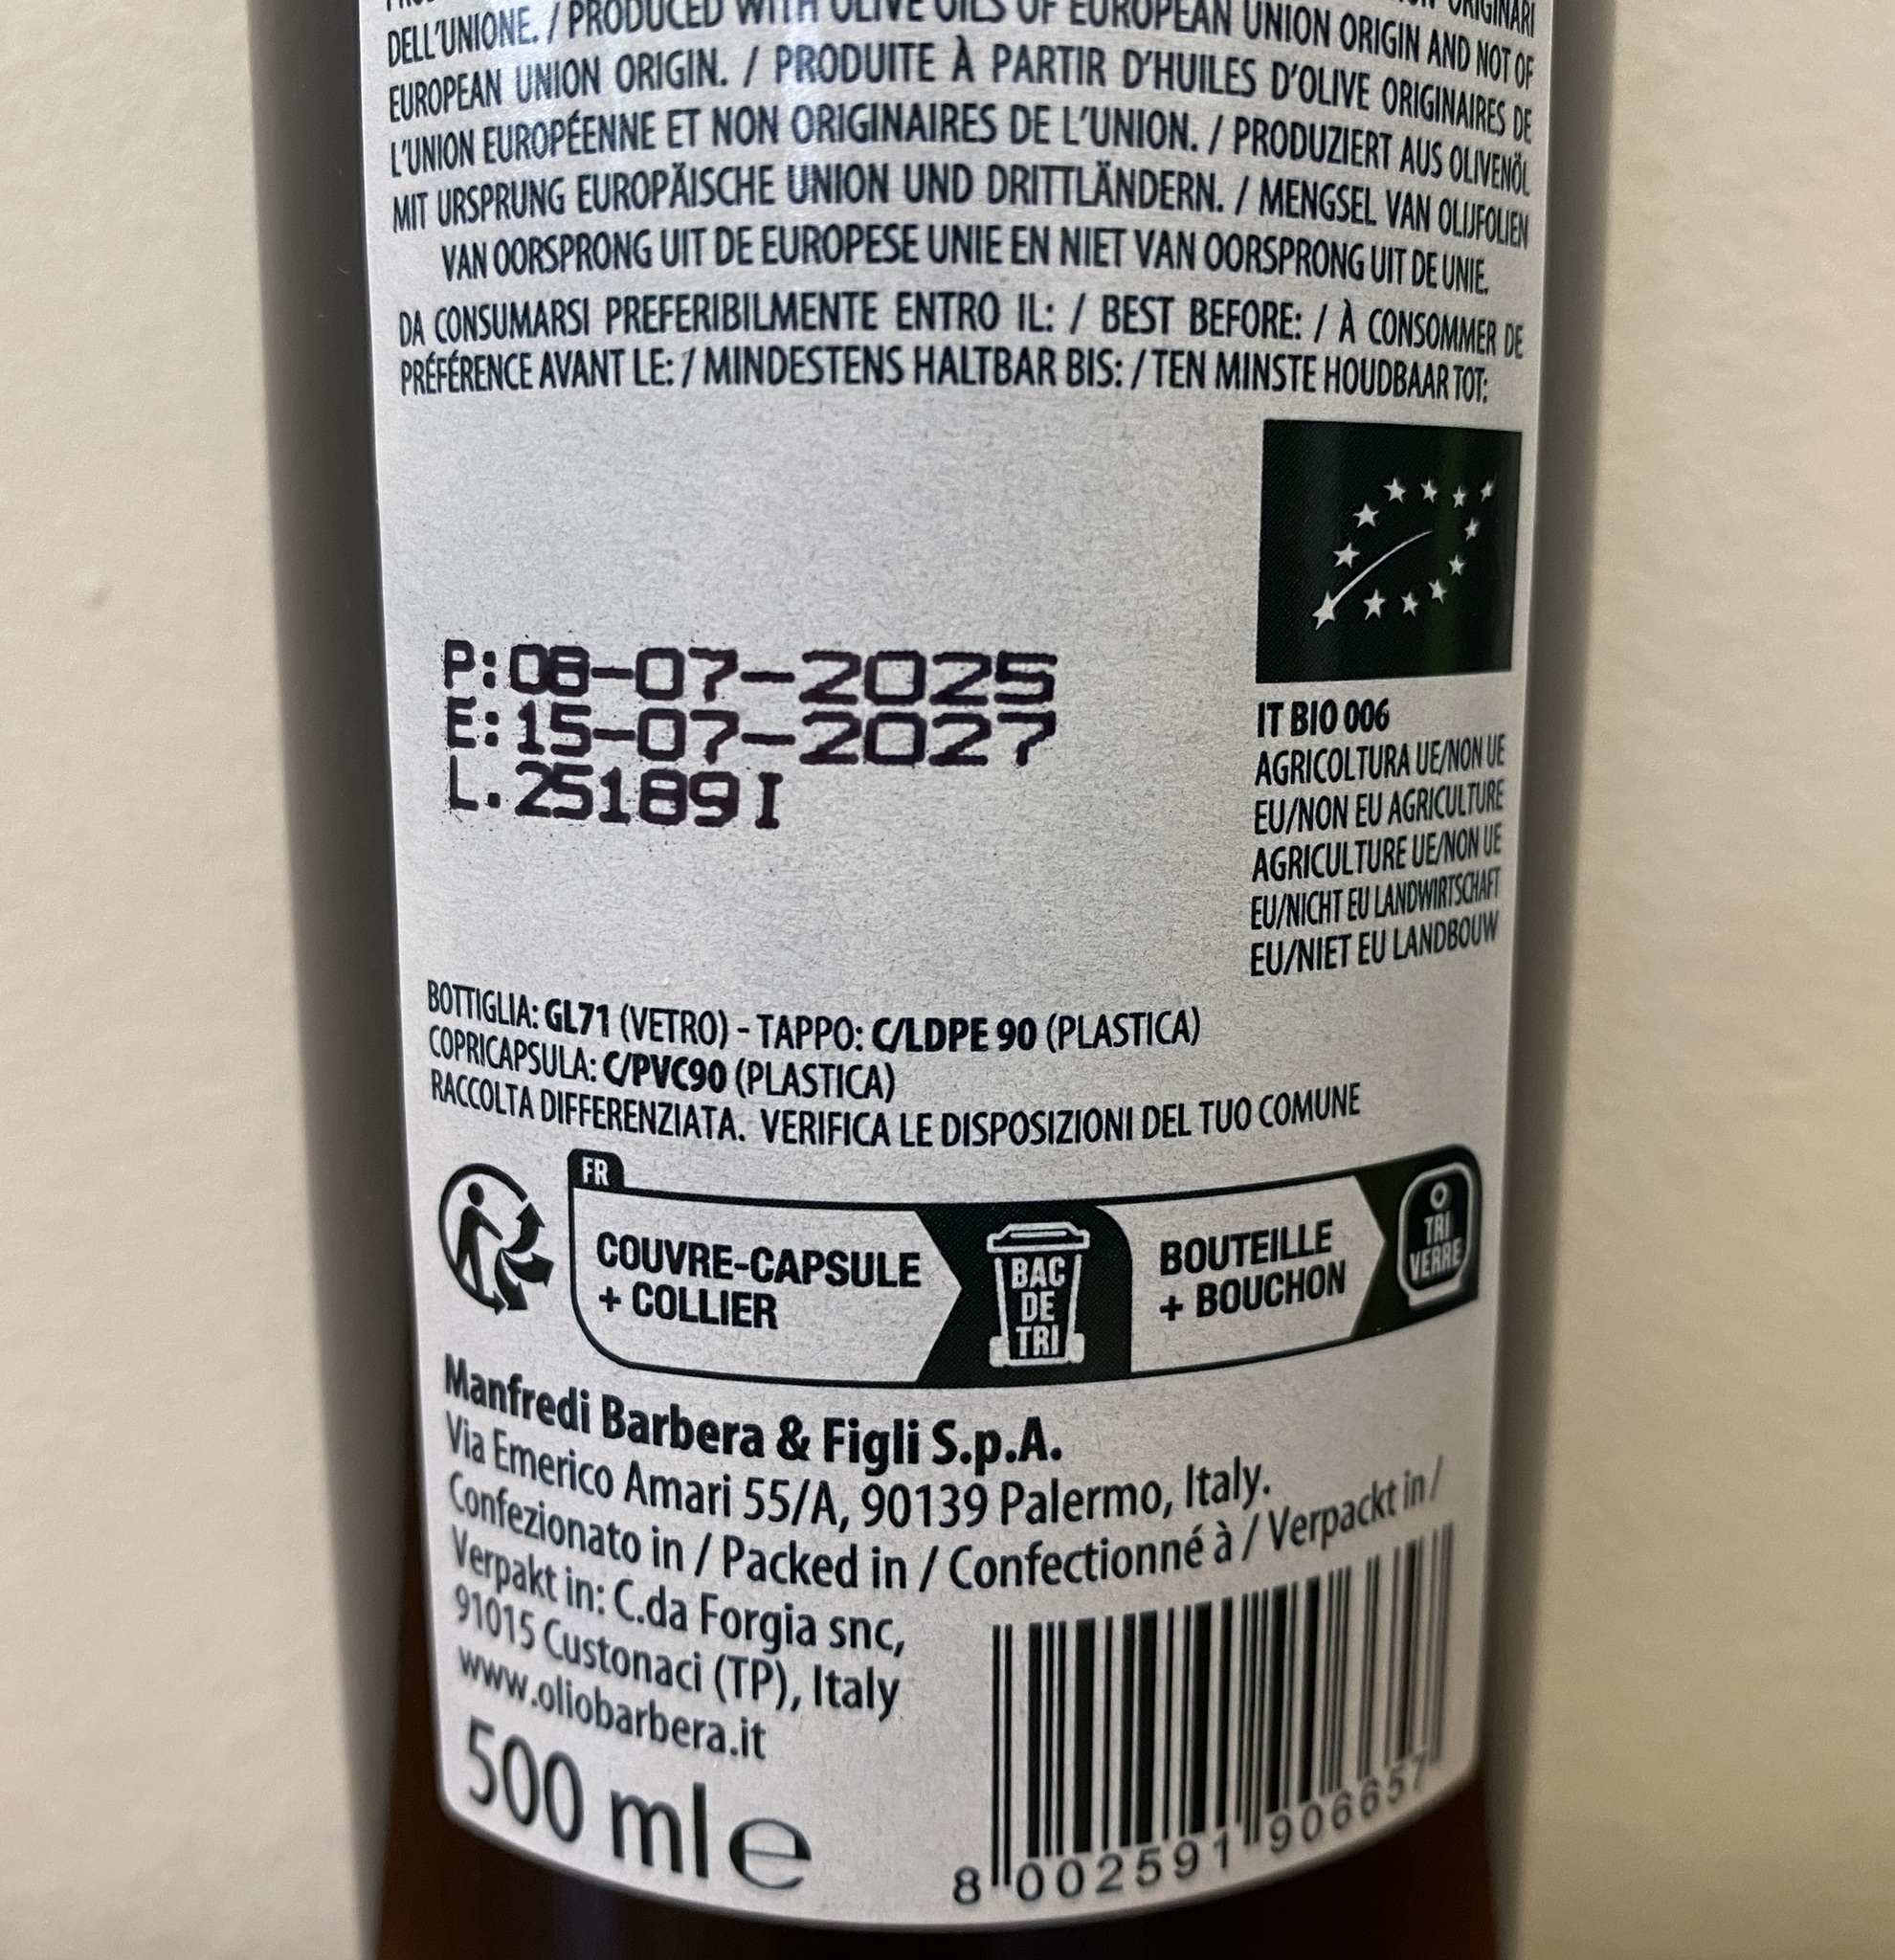 ORIGINARI
DELL'UNIONE. / PRODUCED WITH OLIVE OILS OF EUROPEAN UNION ORIGIN AND NOT OF
EUROPEAN UNION ORIGIN. / PRODUITE À PARTIR D'HUILES D'OLIVE ORIGINAIRES DE
L'UNION EUROPÉENNE ET NON ORIGINAIRES DE L'UNION. / PRODUZIERT AUS OLIVENÖL
MIT URSPRUNG EUROPÄISCHE UNION UND DRITTLÄNDERN. / MENGSEL VAN OLIJFOLIEN
VAN OORSPRONG UIT DE EUROPESE UNIE EN NIET VAN OORSPRONG UIT DE UNIE.
DA CONSUMARSI PREFERIBILMENTE ENTRO IL: / BEST BEFORE: / À CONSOMMER DE
PRÉFÉRENCE AVANT LE: / MINDESTENS HALTBAR BIS: / TEN MINSTE HOUDBAAR TOT:
P:08-07-2025
E:15-07-2027
L.25189 I
IT BIO 006
AGRICOLTURA UE/NON UE
EU/NON EU AGRICULTURE
AGRICULTURE UE/NON UE
EU/NICHT EU LANDWIRTSCHAFT
EU/NIET EU LANDBOUW
BOTTIGLIA: GL71 (VETRO) - TAPPO: C/LDPE 90 (PLASTICA)
COPRICAPSULA: C/PVC90 (PLASTICA)
RACCOLTA DIFFERENZIATA. VERIFICA LE DISPOSIZIONI DEL TUO COMUNE
FR
COUVRE-CAPSULE
+ COLLIER
BAC
DE
TRI
BOUTEILLE
+ BOUCHON
TRI
VERRE
Manfredi Barbera & Figli S.p.A.
Via Emerico Amari 55/A, 90139 Palermo, Italy.
Confezionato in / Packed in / Confectionné à / Verpackt in /
Verpakt in: C.da Forgia snc,
91015 Custonaci (TP), Italy
www.oliobarbera.it
500 ml e
8 002591 906657